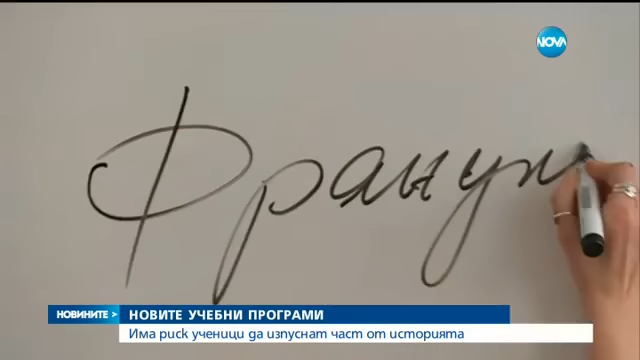 NOVA
Франци
НОВИНИТЕ > НОВИТЕ УЧЕБНИ ПРОГРАМИ
Има риск ученици да изпуснат част от историята